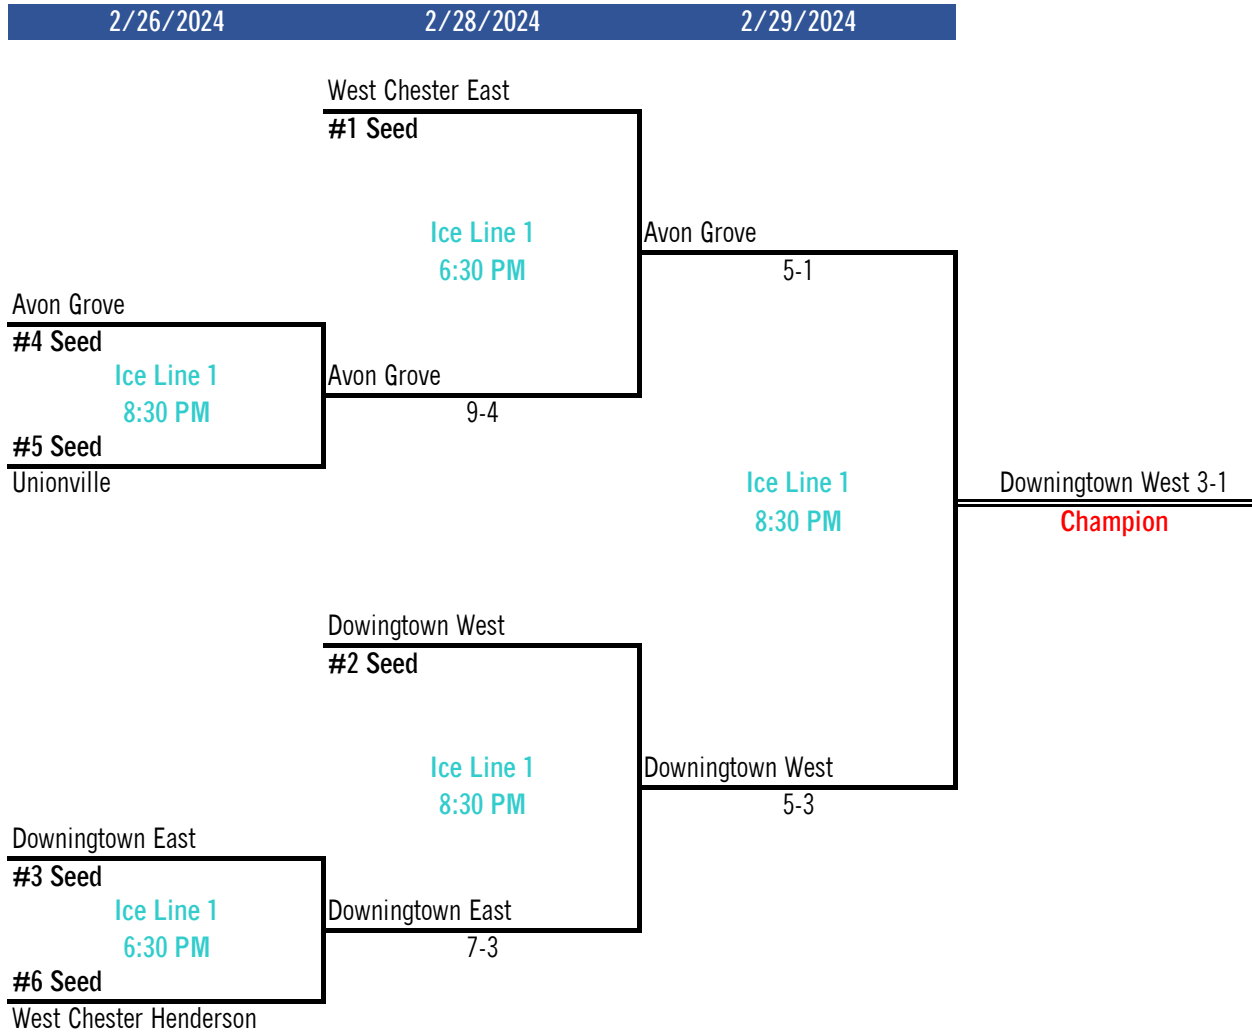 2/26/2024 2/28/2024 2/29/2024
West Chester East
#1 Seed
Ice Line 1
6:30 PM
Avon Grove
5-1
Avon Grove
#4 Seed
Ice Line 1
8:30 PM
Avon Grove
9-4
#5 Seed
Unionville
Ice Line 1
8:30 PM
Downingtown West 3-1
Champion
Dowingtown West
#2 Seed
Ice Line 1
8:30 PM
Downingtown West
5-3
Downingtown East
#3 Seed
Ice Line 1
6:30 PM
Downingtown East
7-3
#6 Seed
West Chester Henderson